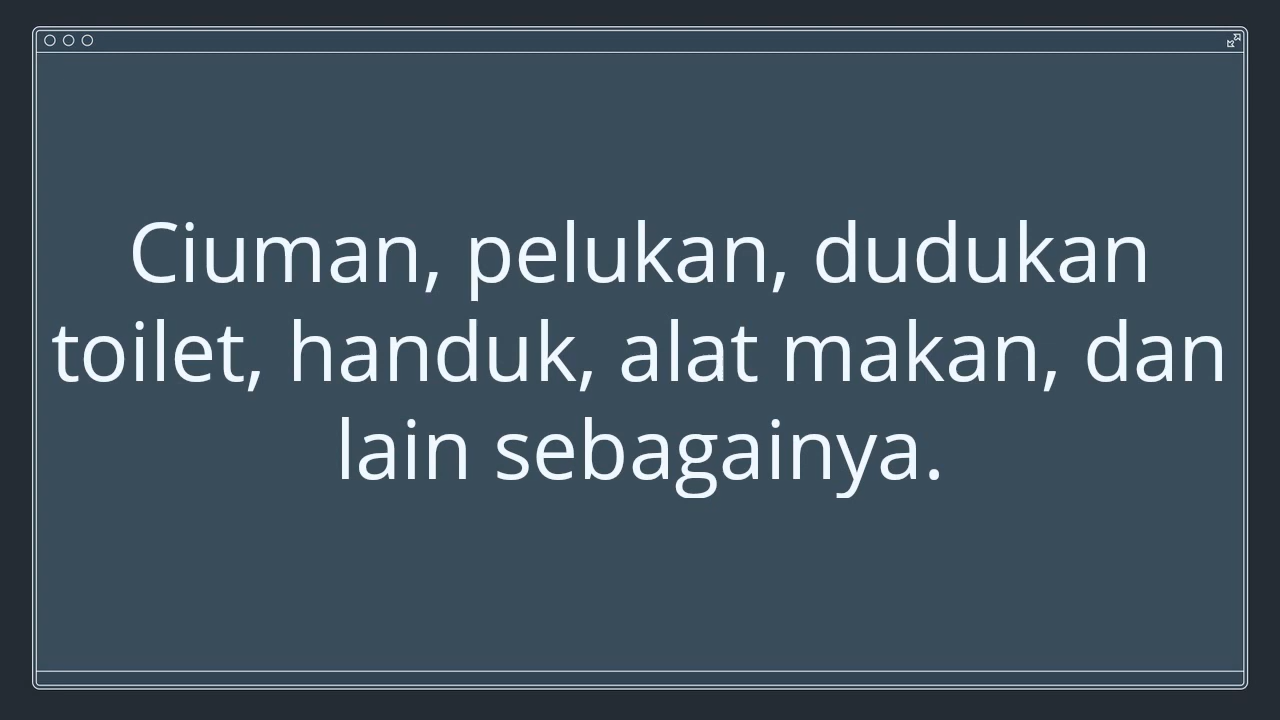 Ciuman, pelukan, dudukan
toilet, handuk, alat makan, dan
lain sebagainya.